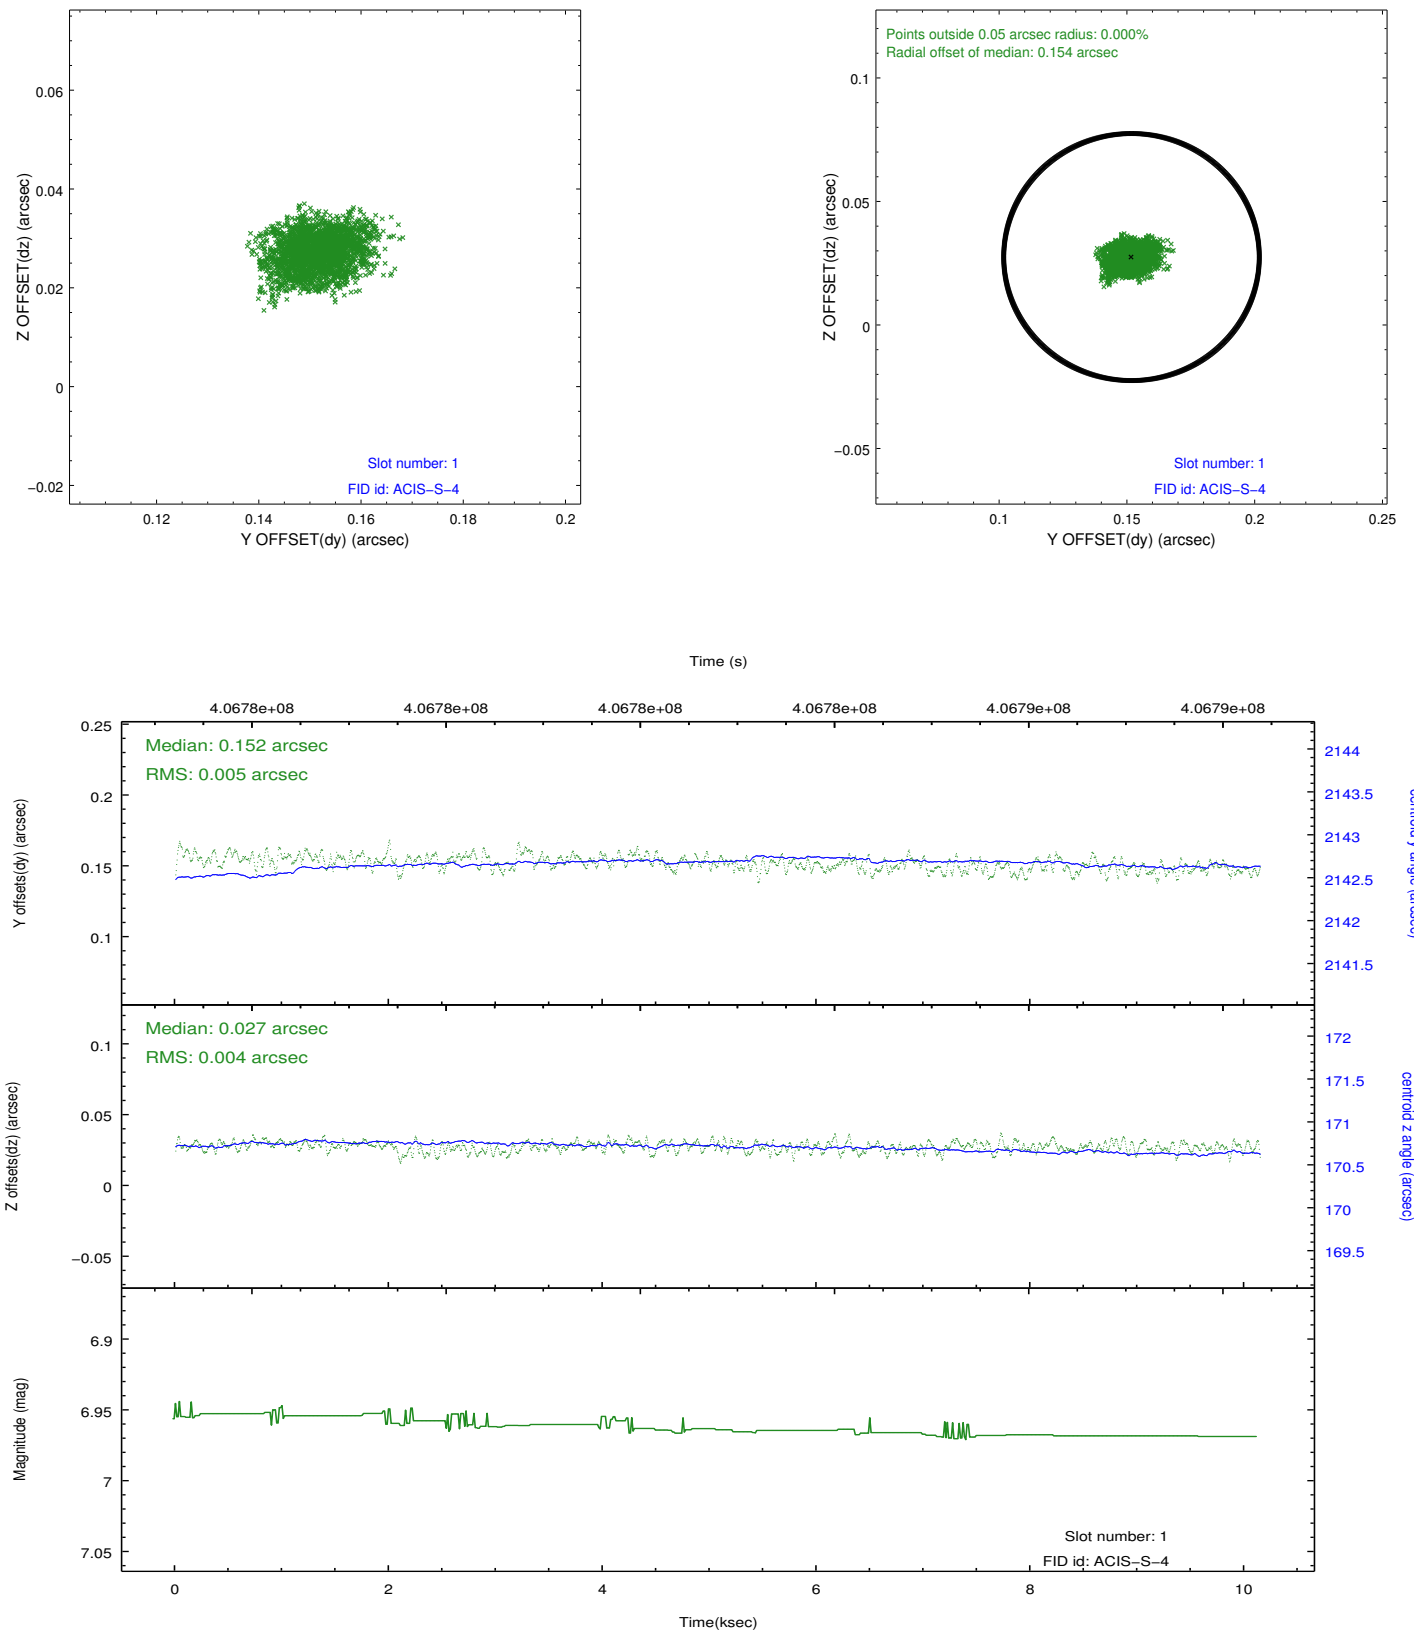 Points outside 0.05 arcsec radius: 0.000%
Radial offset of median: 0.154 arcsec
0.06
0.04
0.02
0
−0.02
Z OFFSET(dz) (arcsec)
Slot number: 1
FID id: ACIS−S−4
0.12 0.14 0.16 0.18 0.2
Y OFFSET(dy) (arcsec)
0.1
0.05
0
−0.05
Z OFFSET(dz) (arcsec)
Slot number: 1
FID id: ACIS−S−4
0.1 0.15 0.2 0.25
Y OFFSET(dy) (arcsec)
Time (s)
4.0678e+08 4.0678e+08 4.0678e+08 4.0678e+08 4.0679e+08 4.0679e+08
0.25
0.2
0.15
0.1
Y offsets(dy) (arcsec)
Median: 0.152 arcsec
RMS: 0.005 arcsec
2144
2143.5
2143
2142.5
2142
2141.5
centroid y angle (arcsec)
0.1
0.05
0
−0.05
Z offsets(dz) (arcsec)
Median: 0.027 arcsec
RMS: 0.004 arcsec
172
171.5
171
170.5
170
169.5
centroid z angle (arcsec)
6.9
6.95
7
7.05
Magnitude (mag)
Slot number: 1
FID id: ACIS−S−4
0 2 4 6 8 10
Time(ksec)